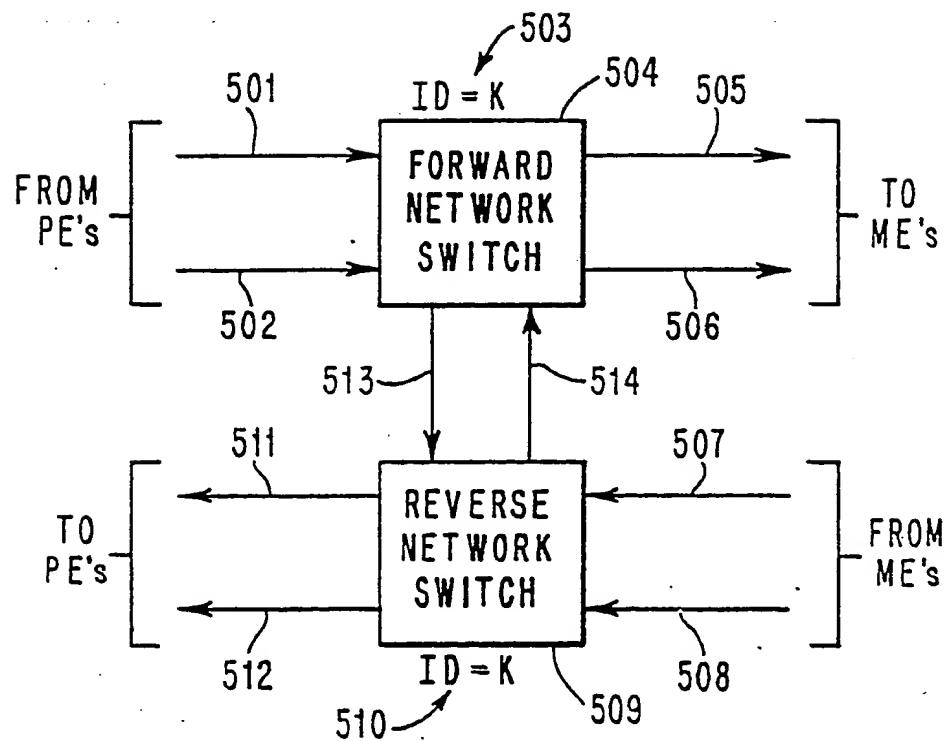 503
ID = K
504
501
505
FROM
PE's
FORWARD
NETWORK
SWITCH
TO
ME's
502
506
513
514
511
507
TO
PE's
REVERSE
NETWORK
SWITCH
FROM
ME's
512
508
ID = K
509
510